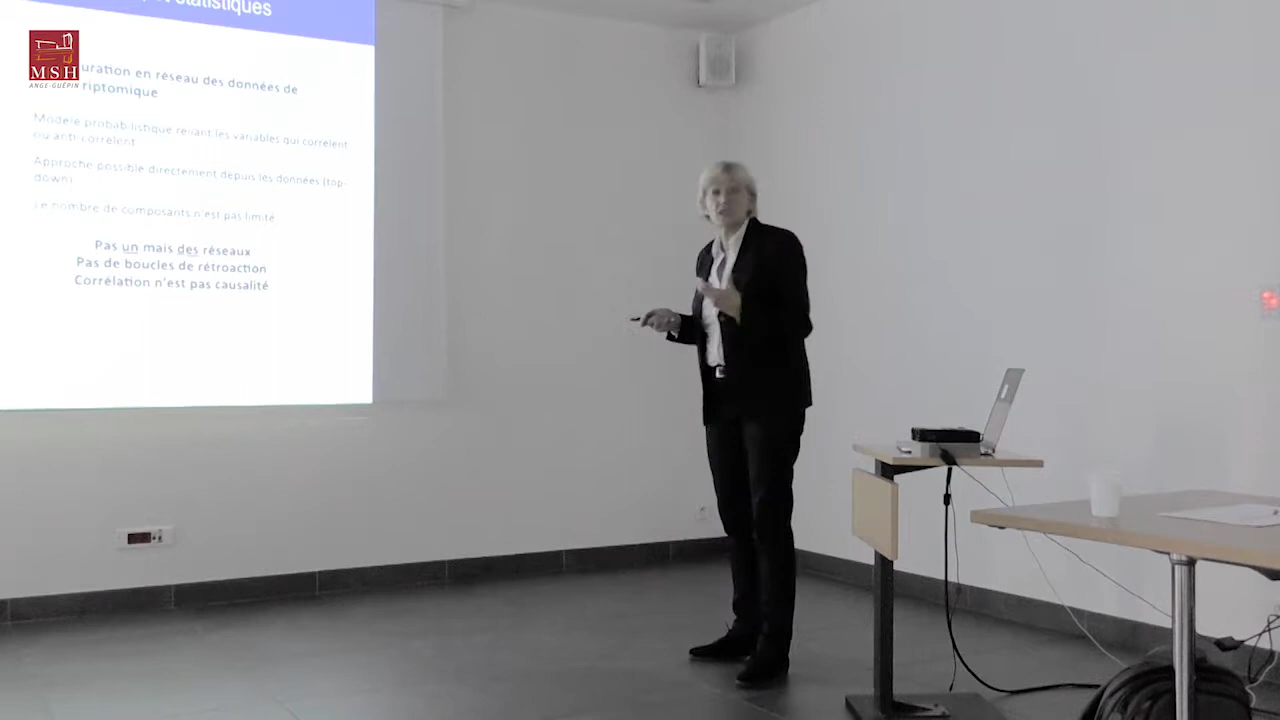 statistiques
MSH
ANGE-GUÉPIN
uration en réseau des données de
riptomique
Modèle probabilistique reliant les variables qui corrèlent
ou anti-corrèlent
Approche possible directement depuis les données (top-
down)
Le nombre de composants n'est pas limité
Pas un mais des réseaux
Pas de boucles de rétroaction
Corrélation n'est pas causalité